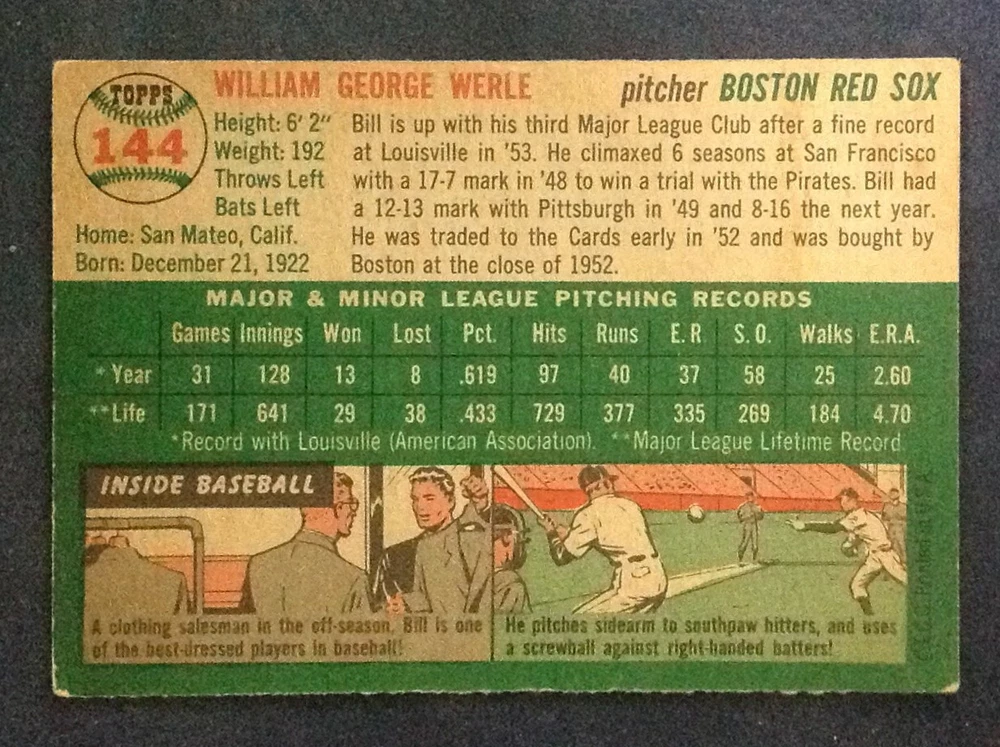 TOPPS
144
WILLIAM GEORGE WERLE
pitcher BOSTON RED SOX
Height: 6' 2"
Weight: 192
Throws Left
Bats Left
Home: San Mateo, Calif.
Born: December 21, 1922
Bill is up with his third Major League Club after a fine record
at Louisville in '53. He climaxed 6 seasons at San Francisco
with a 17-7 mark in '48 to win a trial with the Pirates. Bill had
a 12-13 mark with Pittsburgh in '49 and 8-16 the next year.
He was traded to the Cards early in '52 and was bought by
Boston at the close of 1952.
MAJOR & MINOR LEAGUE PITCHING RECORDS
Games Innings Won Lost Pct. Hits Runs E.R S.O. Walks E.R.A.
*Year 31 128 13 8 .619 97 40 37 58 25 2.60
**Life 171 641 29 38 .433 729 377 335 269 184 4.70
*Record with Louisville (American Association). **Major League Lifetime Record
INSIDE BASEBALL
A clothing salesman in the off-season, Bill is one
of the best-dressed players in baseball!
He pitches sidearm to southpaw hitters, and uses
a screwball against right-handed batters!